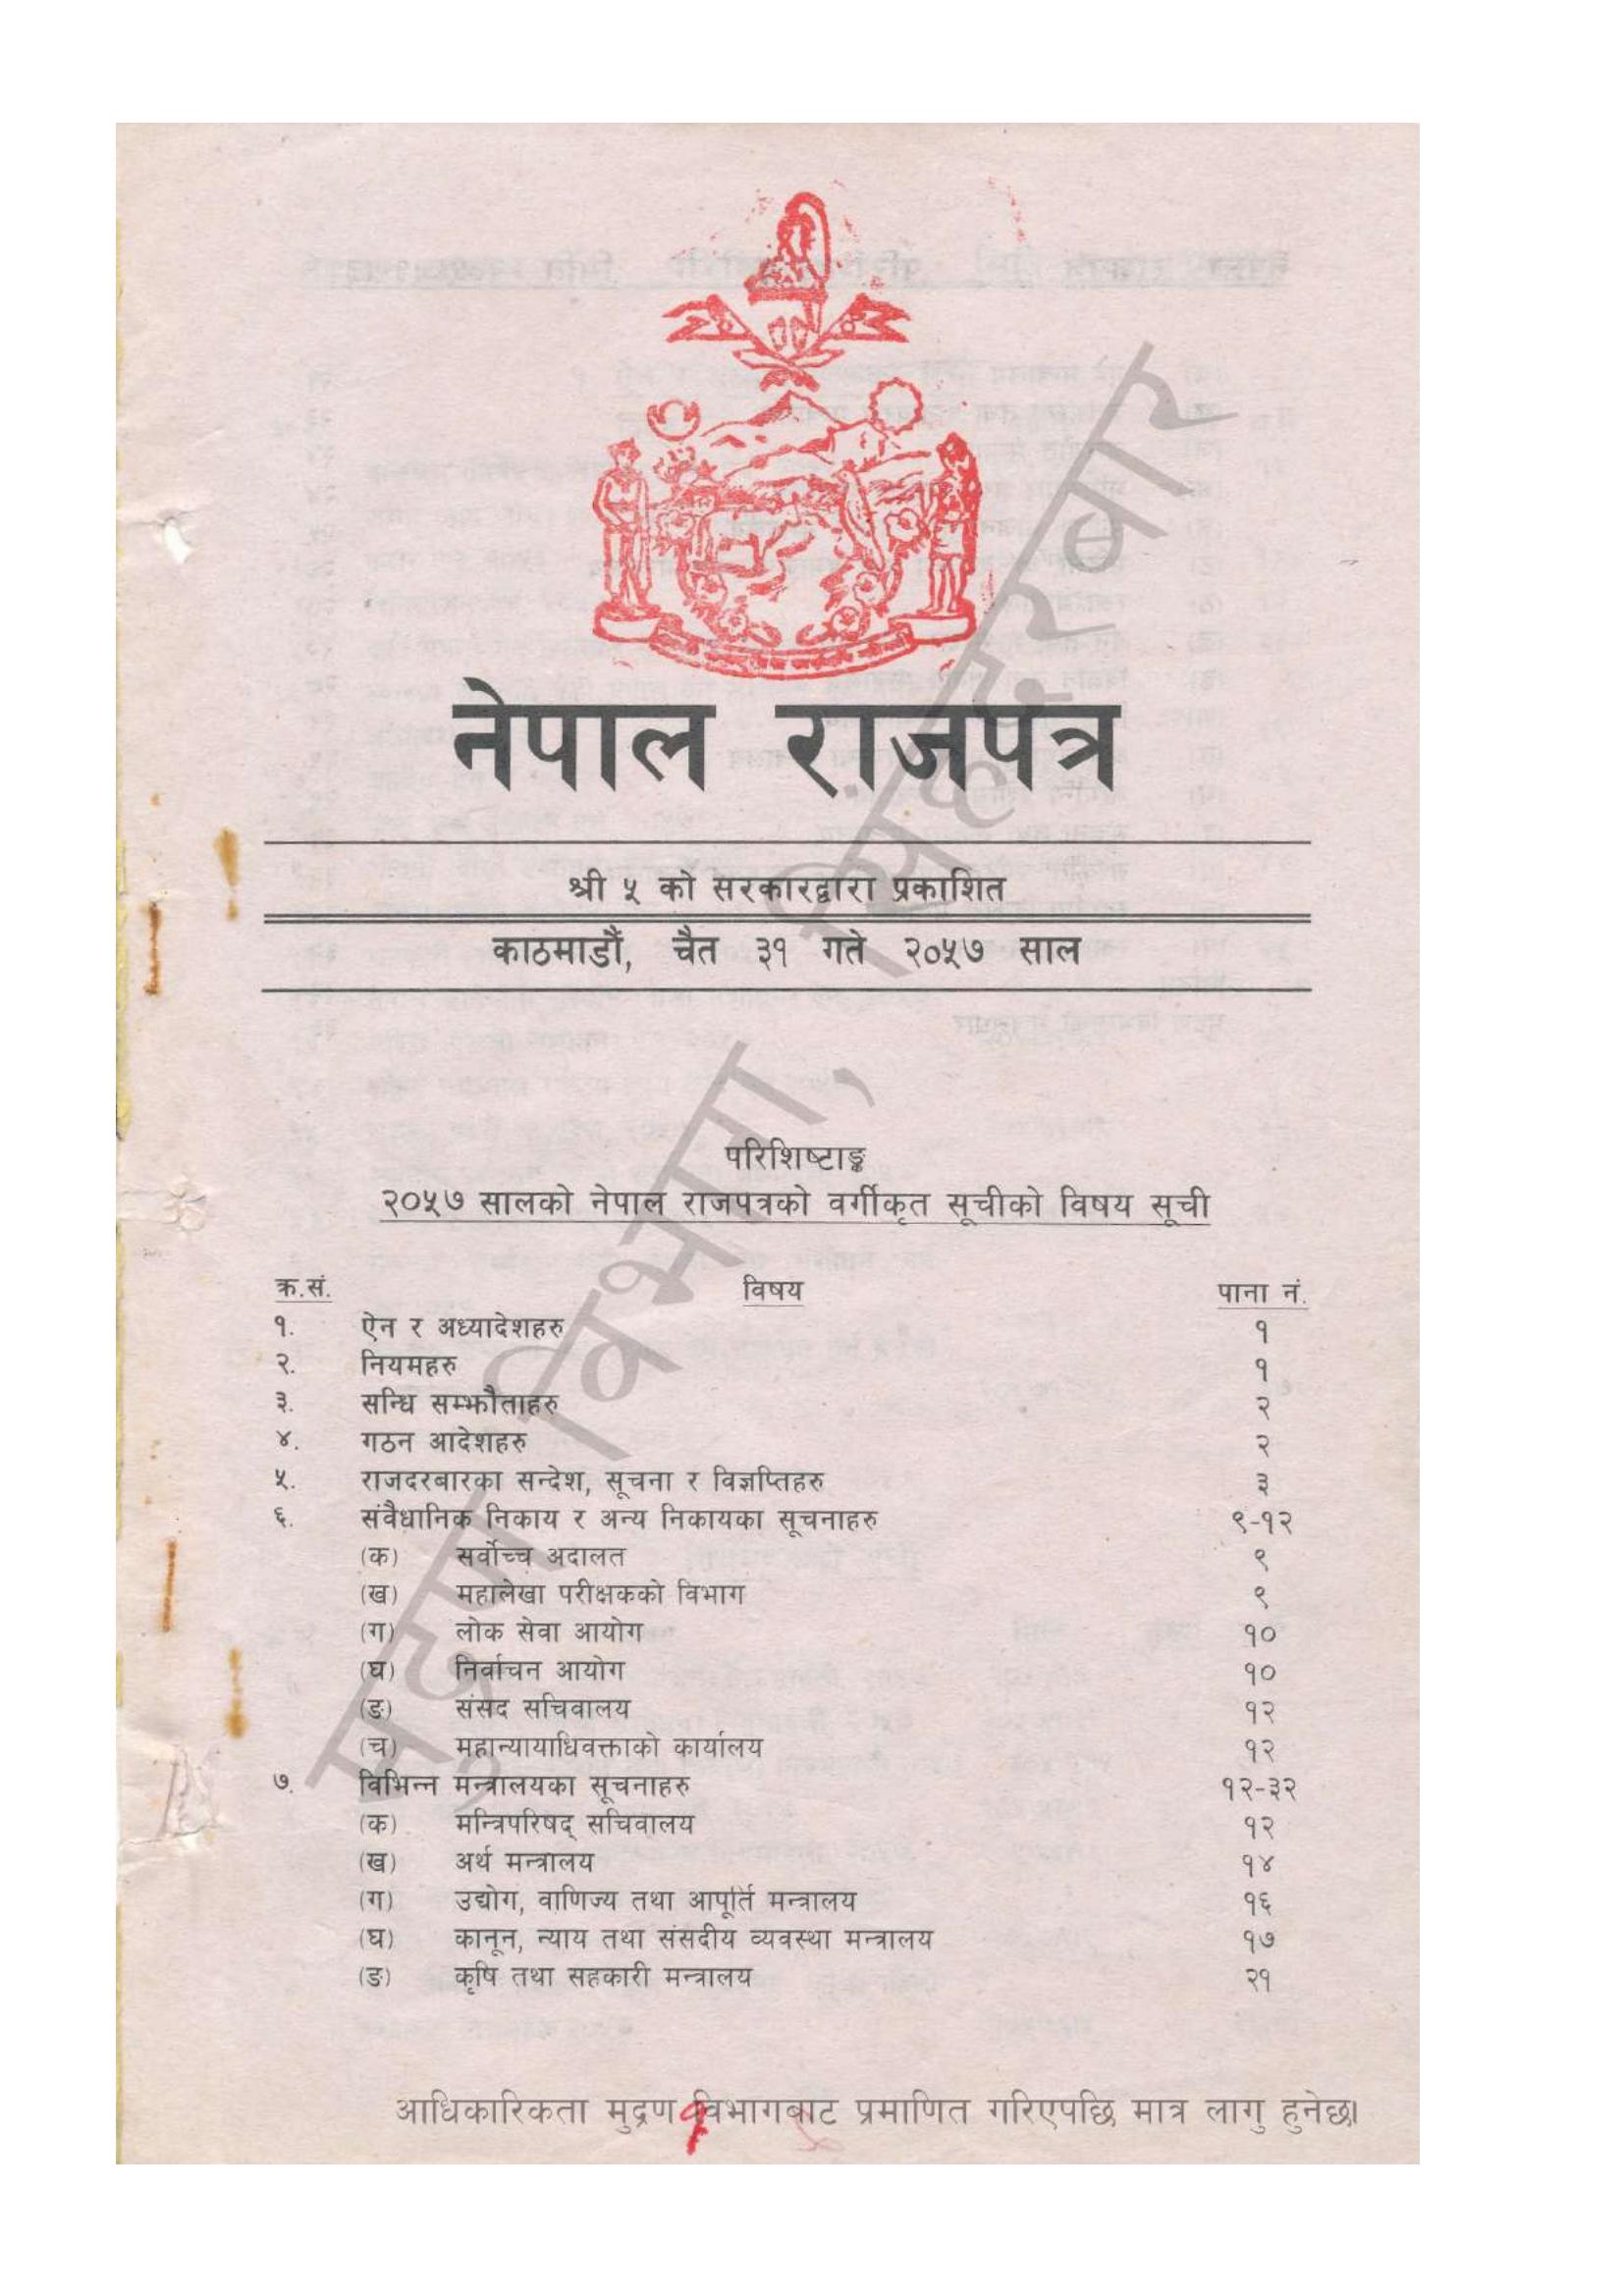 नेपाल राजपत्र
श्री ५ को सरकारद्वारा प्रकाशित
काठमाडौं, चैत ३१ गते २०५७ साल
परिशिष्टाङ्क
२०५७ सालको नेपाल राजपत्रको वर्गीकृत सूचीको विषय सूची
क्र.सं. विषय पाना नं.
१. ऐन र अध्यादेशहरु १
२. नियमहरु १
३. सन्धि सम्झौताहरु २
४. गठन आदेशहरु २
५. राजदरबारका सन्देश, सूचना र विज्ञप्तिहरु ३
६. संवैधानिक निकाय र अन्य निकायका सूचनाहरु ९-१२
(क) सर्वोच्च अदालत ९
(ख) महालेखा परीक्षकको विभाग ९
(ग) लोक सेवा आयोग १०
(घ) निर्वाचन आयोग १०
(ङ) संसद सचिवालय १२
(च) महान्यायाधिवक्ताको कार्यालय १२
७. विभिन्न मन्त्रालयका सूचनाहरु १२-३२
(क) मन्त्रिपरिषद् सचिवालय १२
(ख) अर्थ मन्त्रालय १४
(ग) उद्योग, वाणिज्य तथा आपूर्ति मन्त्रालय १६
(घ) कानून, न्याय तथा संसदीय व्यवस्था मन्त्रालय १७
(ङ) कृषि तथा सहकारी मन्त्रालय २१
मुद्रण विभाग, सिंहदरबार
आधिकारिकता मुद्रण विभागबाट प्रमाणित गरिएपछि मात्र लागु हुनेछ।
१